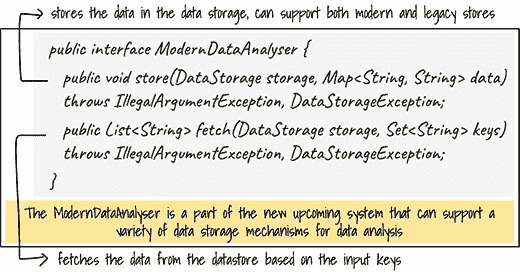 stores the data in the data storage, can support both modern and legacy stores
public interface ModernDataAnalyser {
public void store(DataStorage storage, Map<String, String> data)
throws IllegalArgumentException, DataStorageException;
public List<String> fetch(DataStorage storage, Set<String> keys)
throws IllegalArgumentException, DataStorageException;
}
The ModernDataAnalyser is a part of the new upcoming system that can support a
variety of data storage mechanisms for data analysis
fetches the data from the datastore based on the input keys